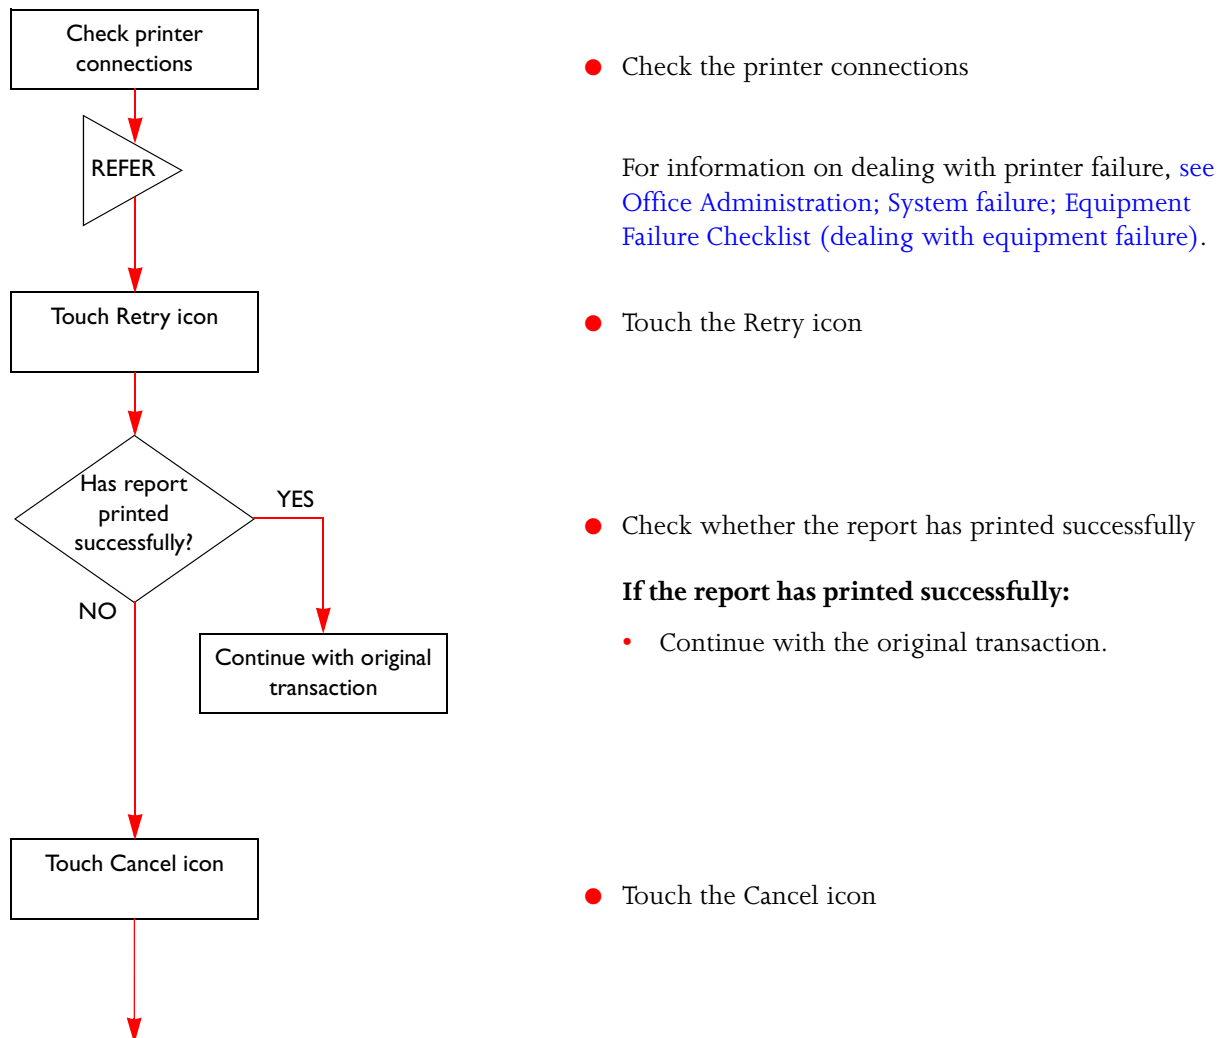 Check printer
connections
Check the printer connections
REFER
For information on dealing with printer failure, see
Office Administration; System failure; Equipment
Failure Checklist (dealing with equipment failure).
Touch Retry icon
Touch the Retry icon
Has report
printed
successfully?
YES
NO
Check whether the report has printed successfully
If the report has printed successfully:
• Continue with the original transaction.
Continue with original
transaction
Touch Cancel icon
Touch the Cancel icon